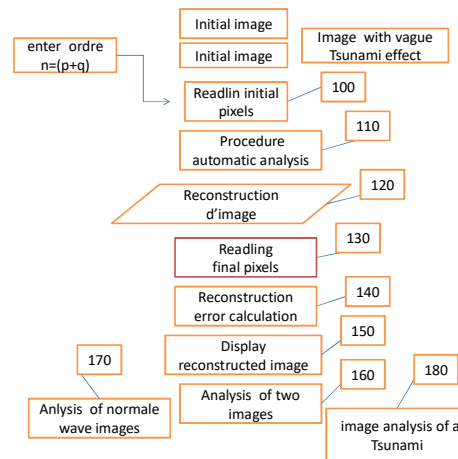 Initial image
Initial image
Image with vague
Tsunami effect
enter ordre
n=(p+q)
Readlin initial
pixels
100
110
Procedure
automatic analysis
120
Reconstruction
d'image
130
Readling
final pixels
140
Reconstruction
error calculation
150
Display
reconstructed image
160
170
180
Analysis of two
images
Anlysis of normale
wave images
image analysis of a
Tsunami